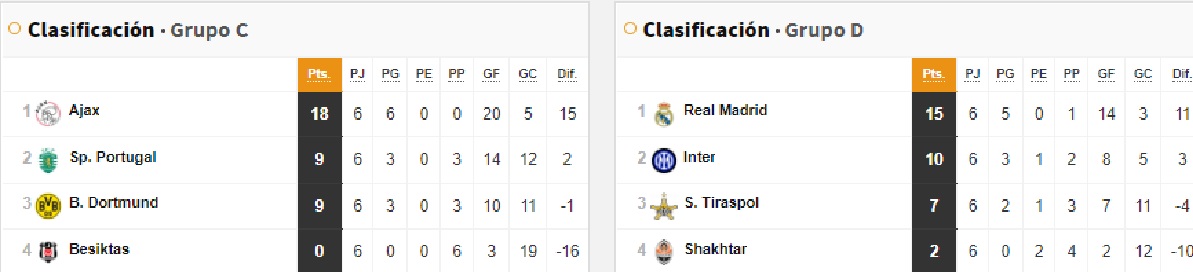 Clasificación · Grupo C
Pts. PJ PG PE PP GF GC Dif.
1 Ajax 18 6 6 0 0 20 5 15
2 Sp. Portugal 9 6 3 0 3 14 12 2
3 B. Dortmund 9 6 3 0 3 10 11 -1
4 Besiktas 0 6 0 0 6 3 19 -16
Clasificación · Grupo D
Pts. PJ PG PE PP GF GC Dif.
1 Real Madrid 15 6 5 0 1 14 3 11
2 Inter 10 6 3 1 2 8 5 3
3 S. Tiraspol 7 6 2 1 3 7 11 -4
4 Shakhtar 2 6 0 2 4 2 12 -10